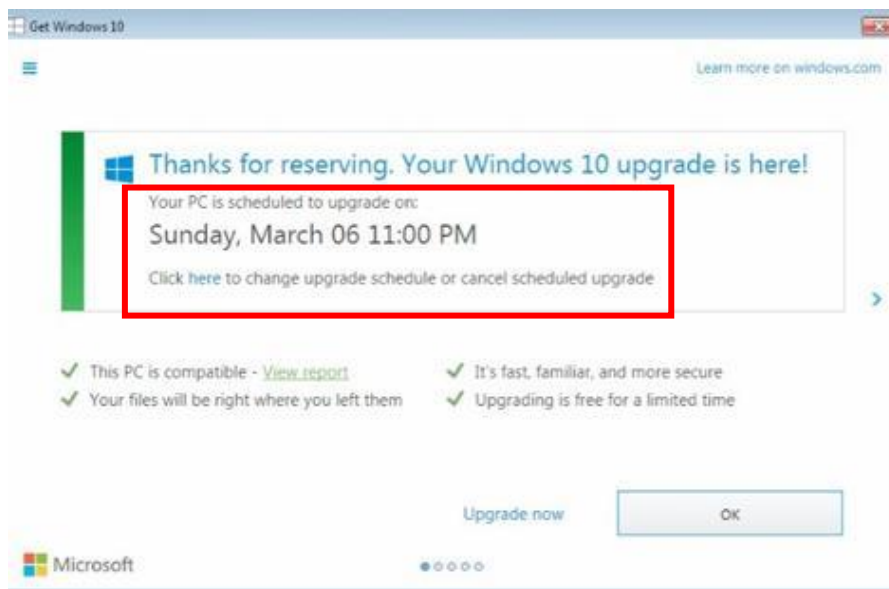 Get Windows 10
Learn more on windows.com
Thanks for reserving. Your Windows 10 upgrade is here!
Your PC is scheduled to upgrade on:
Sunday, March 06 11:00 PM
Click here to change upgrade schedule or cancel scheduled upgrade
This PC is compatible - View report
It's fast, familiar, and more secure
Your files will be right where you left them
Upgrading is free for a limited time
Upgrade now
OK
Microsoft